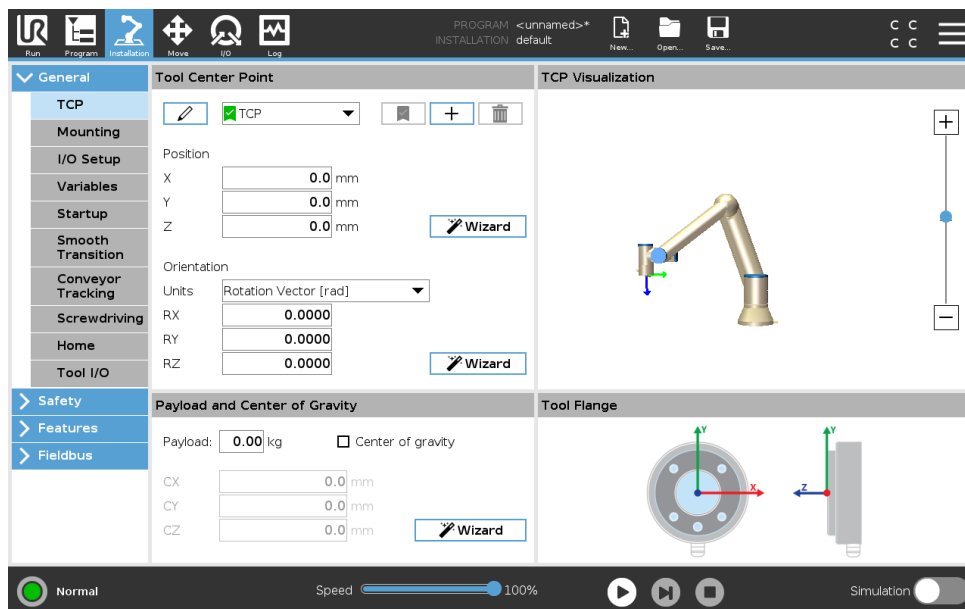 PROGRAM <unnamed>*
INSTALLATION default
Run
Program
Installation
Move
I/O
Log
New...
Open...
Save...
C C
C C
General
TCP
Mounting
I/O Setup
Variables
Startup
Smooth
Transition
Conveyor
Tracking
Screwdriving
Home
Tool I/O
Safety
Features
Fieldbus
Tool Center Point
TCP
Position
X 0.0 mm
Y 0.0 mm
Z 0.0 mm
Wizard
Orientation
Units Rotation Vector [rad]
RX 0.0000
RY 0.0000
RZ 0.0000
Wizard
TCP Visualization
+
−
Payload and Center of Gravity
Payload: 0.00 kg
Center of gravity
CX 0.0 mm
CY 0.0 mm
CZ 0.0 mm
Wizard
Tool Flange
Y
X
Y
Z
Normal
Speed 100%
Simulation